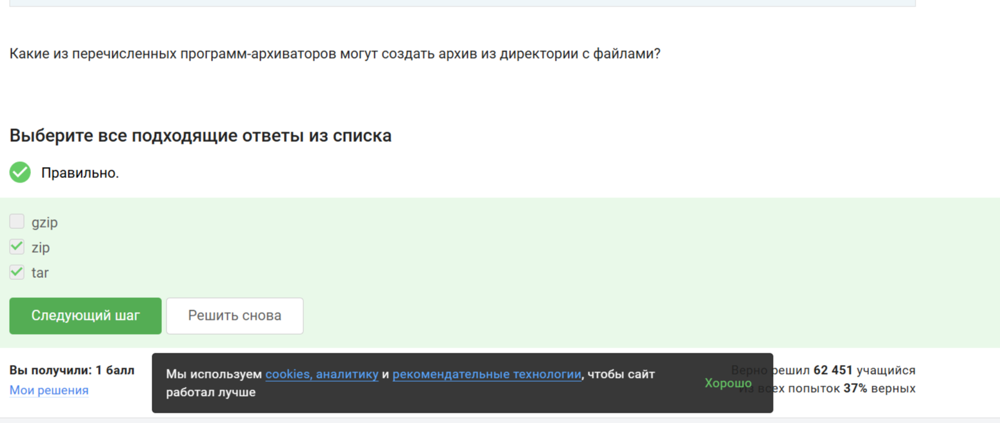 Какие из перечисленных программ-архиваторов могут создать архив из директории с файлами?
Выберите все подходящие ответы из списка
Правильно.
gzip
zip
tar
Следующий шаг
Решить снова
Вы получили: 1 балл
Мои решения
Мы используем cookies, аналитику и рекомендательные технологии, чтобы сайт
работал лучше
Хорошо
Верно решил 62 451 учащийся
Из всех попыток 37% верных